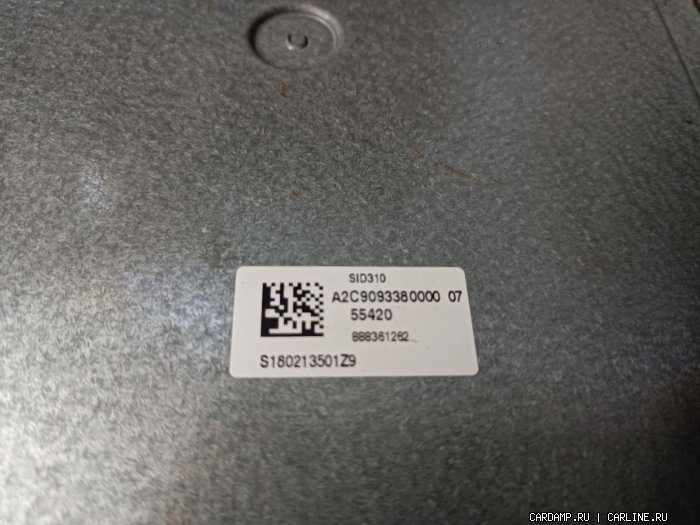 SID310
A2C9093380000 07
55420
888361262
S180213501Z9
CARDAMP.RU | CARLINE.RU